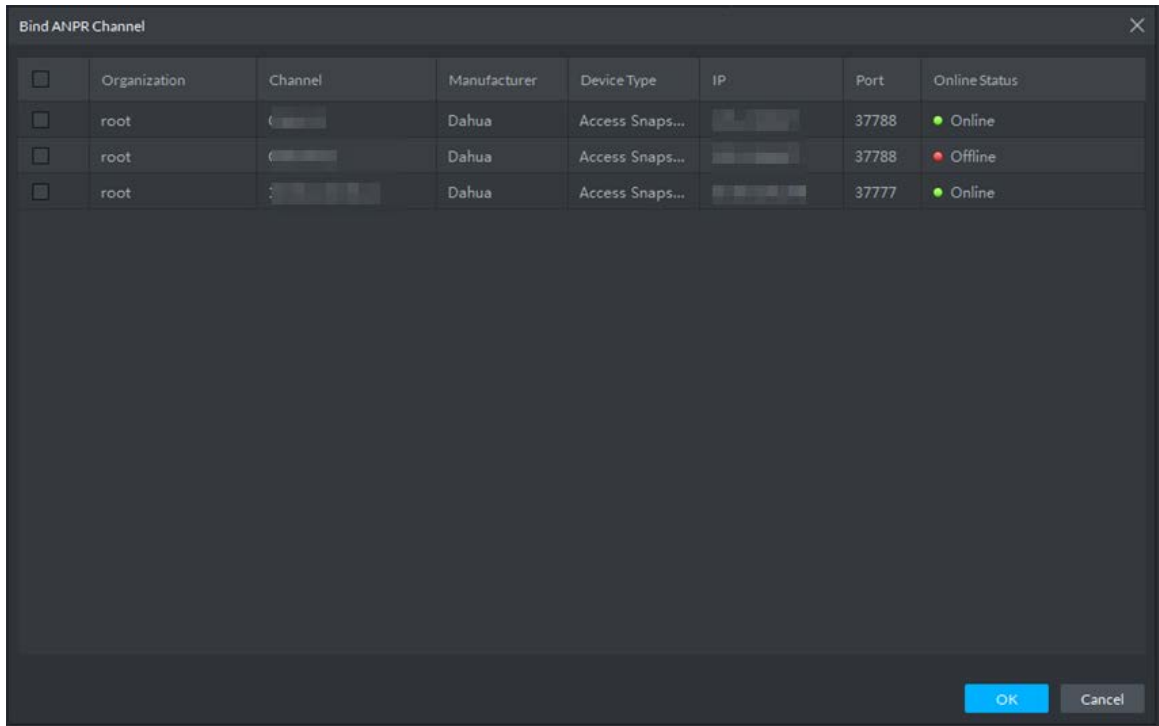 Bind ANPR Channel
Organization Channel Manufacturer Device Type IP Port Online Status
root Dahua Access Snaps... 37788 Online
root Dahua Access Snaps... 37788 Offline
root Dahua Access Snaps... 37777 Online
OK Cancel